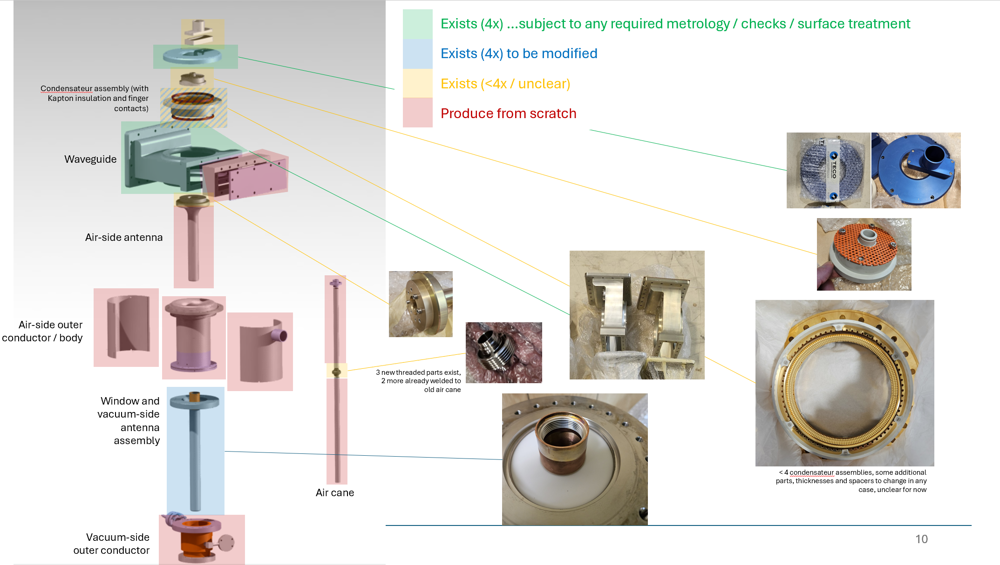 Exists (4x) ...subject to any required metrology / checks / surface treatment
Exists (4x) to be modified
Exists (<4x / unclear)
Produce from scratch
Condensateur assembly (with
Kapton insulation and finger
contacts)
Waveguide
Air-side antenna
Air-side outer
conductor / body
Window and
vacuum-side
antenna
assembly
Vacuum-side
outer conductor
Air cane
3 new threaded parts exist,
2 more already welded to
old air cane
TECO
< 4 condensateur assemblies, some additional
parts, thicknesses and spacers to change in any
case, unclear for now
10